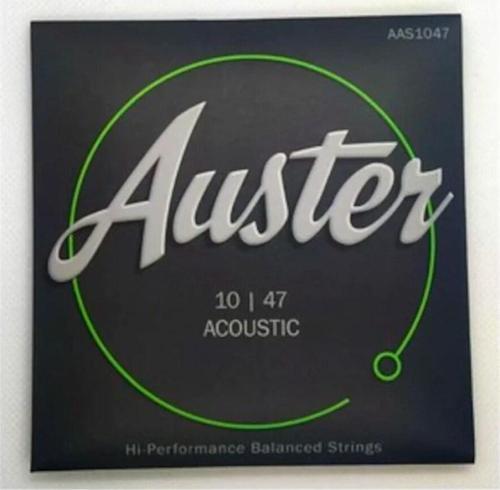 AAS1047
Auster
10 | 47
ACOUSTIC
Hi-Performance Balanced Strings